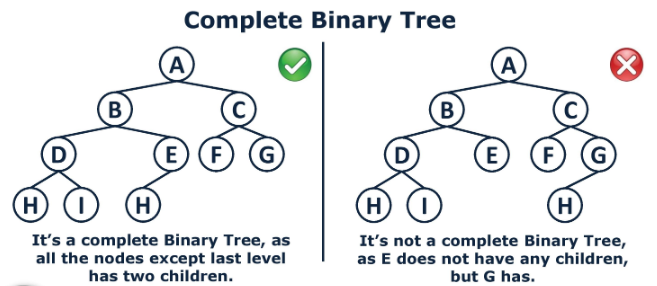 Complete Binary Tree
A
B C
D E F G
H I H
It's a complete Binary Tree, as
all the nodes except last level
has two children.
A
B C
D E F G
H I H
It's not a complete Binary Tree,
as E does not have any children,
but G has.